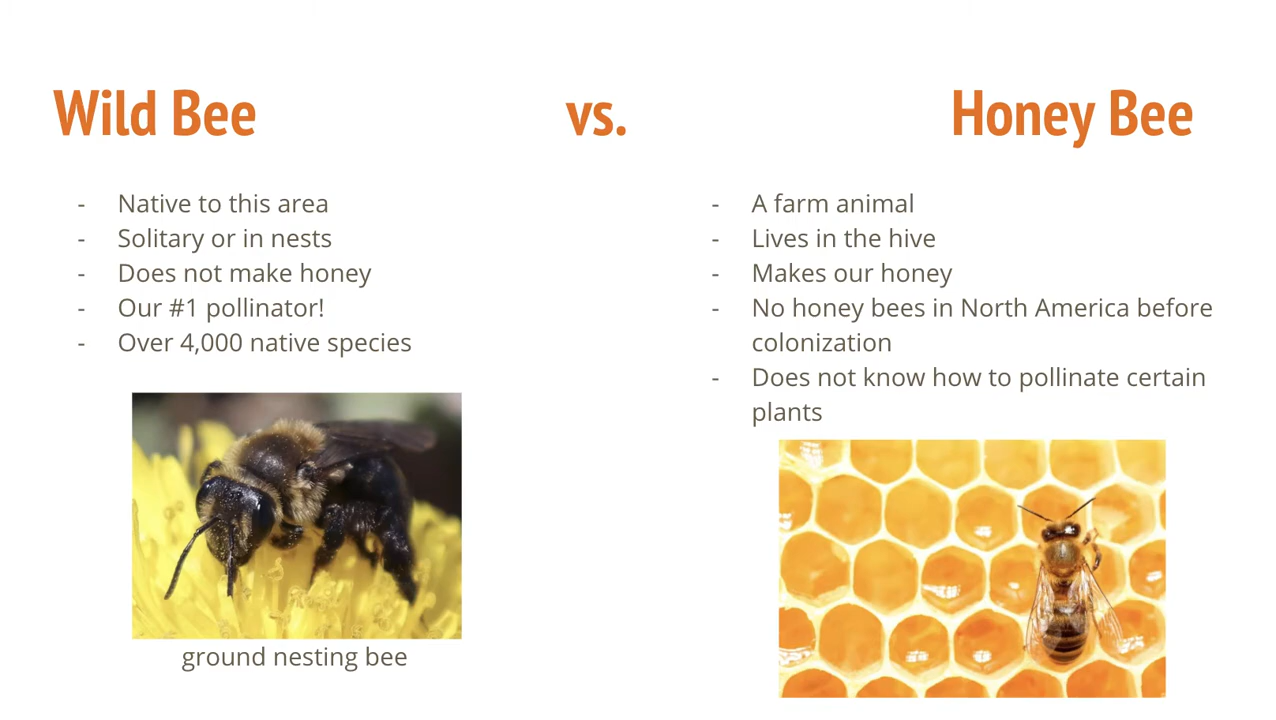 Wild Bee vs. Honey Bee
- Native to this area
- Solitary or in nests
- Does not make honey
- Our #1 pollinator!
- Over 4,000 native species
ground nesting bee
- A farm animal
- Lives in the hive
- Makes our honey
- No honey bees in North America before
colonization
- Does not know how to pollinate certain
plants